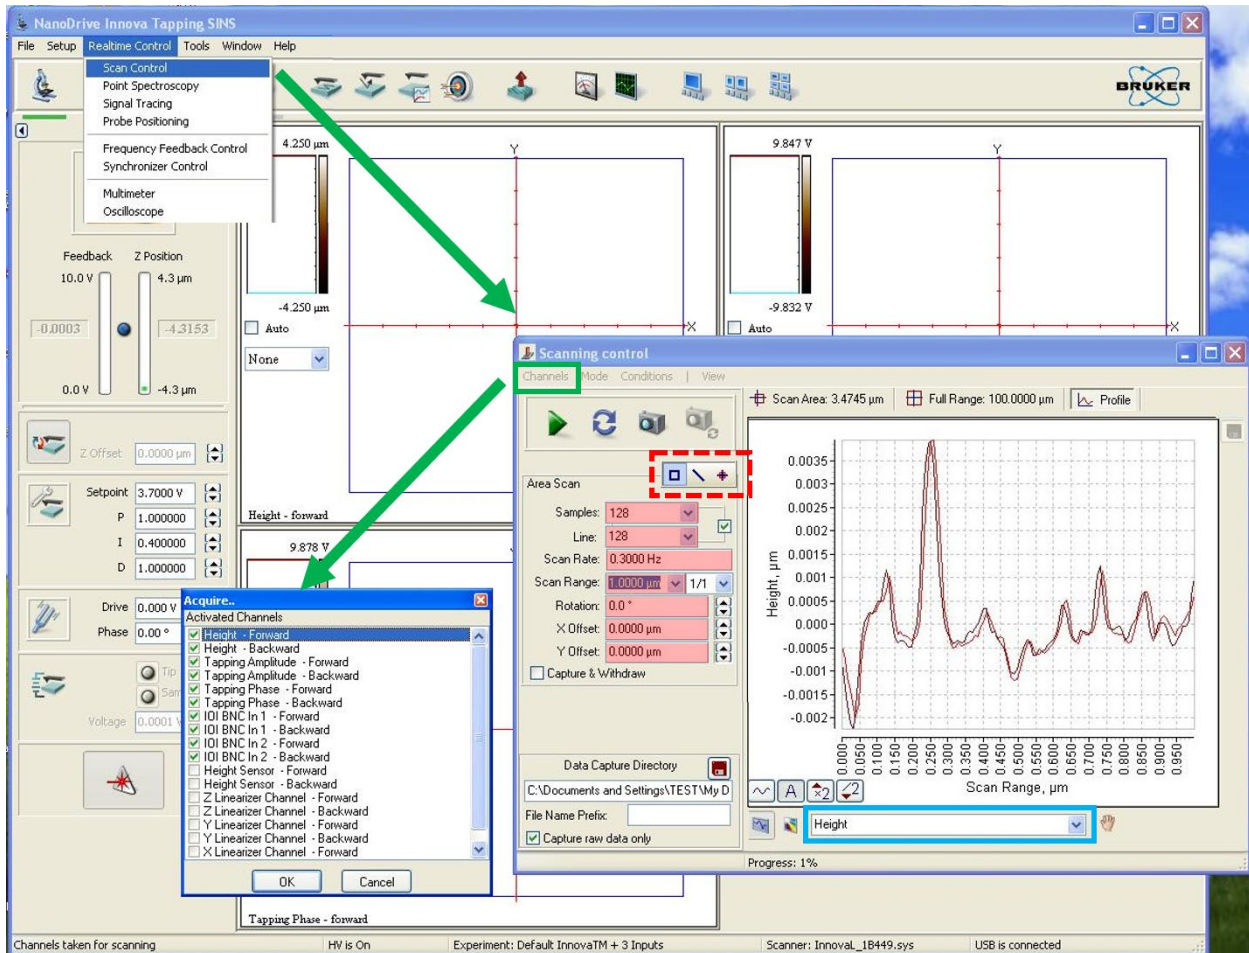 NanoDrive Innova Tapping SINS
File Setup Realtime Control Tools Window Help
Scan Control
Point Spectroscopy
Signal Tracing
Probe Positioning
Frequency Feedback Control
Synchronizer Control
Multimeter
Oscilloscope
BRUKER
Feedback Z Position
10.0 V 4.3 µm
-0.0003 -4.3153
0.0 V -4.3 µm
Z Offset 0.0000 µm
Setpoint 3.7000 V
P 1.000000
I 0.400000
D 1.000000
Drive 0.000 V
Phase 0.00 °
Tip
Voltage 0.0001
4.250 µm
-4.250 µm
Auto
None
Y
X
Height - forward
9.847 V
-9.832 V
Auto
Y
X
9.878 V
Tapping Phase - forward
Acquire..
Activated Channels
Height - Forward
Height - Backward
Tapping Amplitude - Forward
Tapping Amplitude - Backward
Tapping Phase - Forward
Tapping Phase - Backward
IOI BNC In 1 - Forward
IOI BNC In 1 - Backward
IOI BNC In 2 - Forward
IOI BNC In 2 - Backward
Height Sensor - Forward
Height Sensor - Backward
Z Linearizer Channel - Forward
Z Linearizer Channel - Backward
Y Linearizer Channel - Forward
Y Linearizer Channel - Backward
X Linearizer Channel - Forward
OK Cancel
Scanning control
Channels Mode Conditions | View
Scan Area: 3.4745 µm Full Range: 100.0000 µm Profile
Area Scan
Samples: 128
Line: 128
Scan Rate: 0.3000 Hz
Scan Range: 1.0000 µm 1/1
Rotation: 0.0 °
X Offset: 0.0000 µm
Y Offset: 0.0000 µm
Capture & Withdraw
Data Capture Directory
C:\Documents and Settings\TEST\My D
File Name Prefix:
Capture raw data only
Height, µm
0.0035
0.003
0.0025
0.002
0.0015
0.001
0.0005
0.000
-0.0005
-0.001
-0.0015
-0.002
0.000 0.050 0.100 0.150 0.200 0.250 0.300 0.350 0.400 0.450 0.500 0.550 0.600 0.650 0.700 0.750 0.800 0.850 0.900 0.950
Scan Range, µm
A 2 2
Height
Progress: 1%
Channels taken for scanning HV is On Experiment: Default InnovaTM + 3 Inputs Scanner: InnovaL_1B449.sys USB is connected